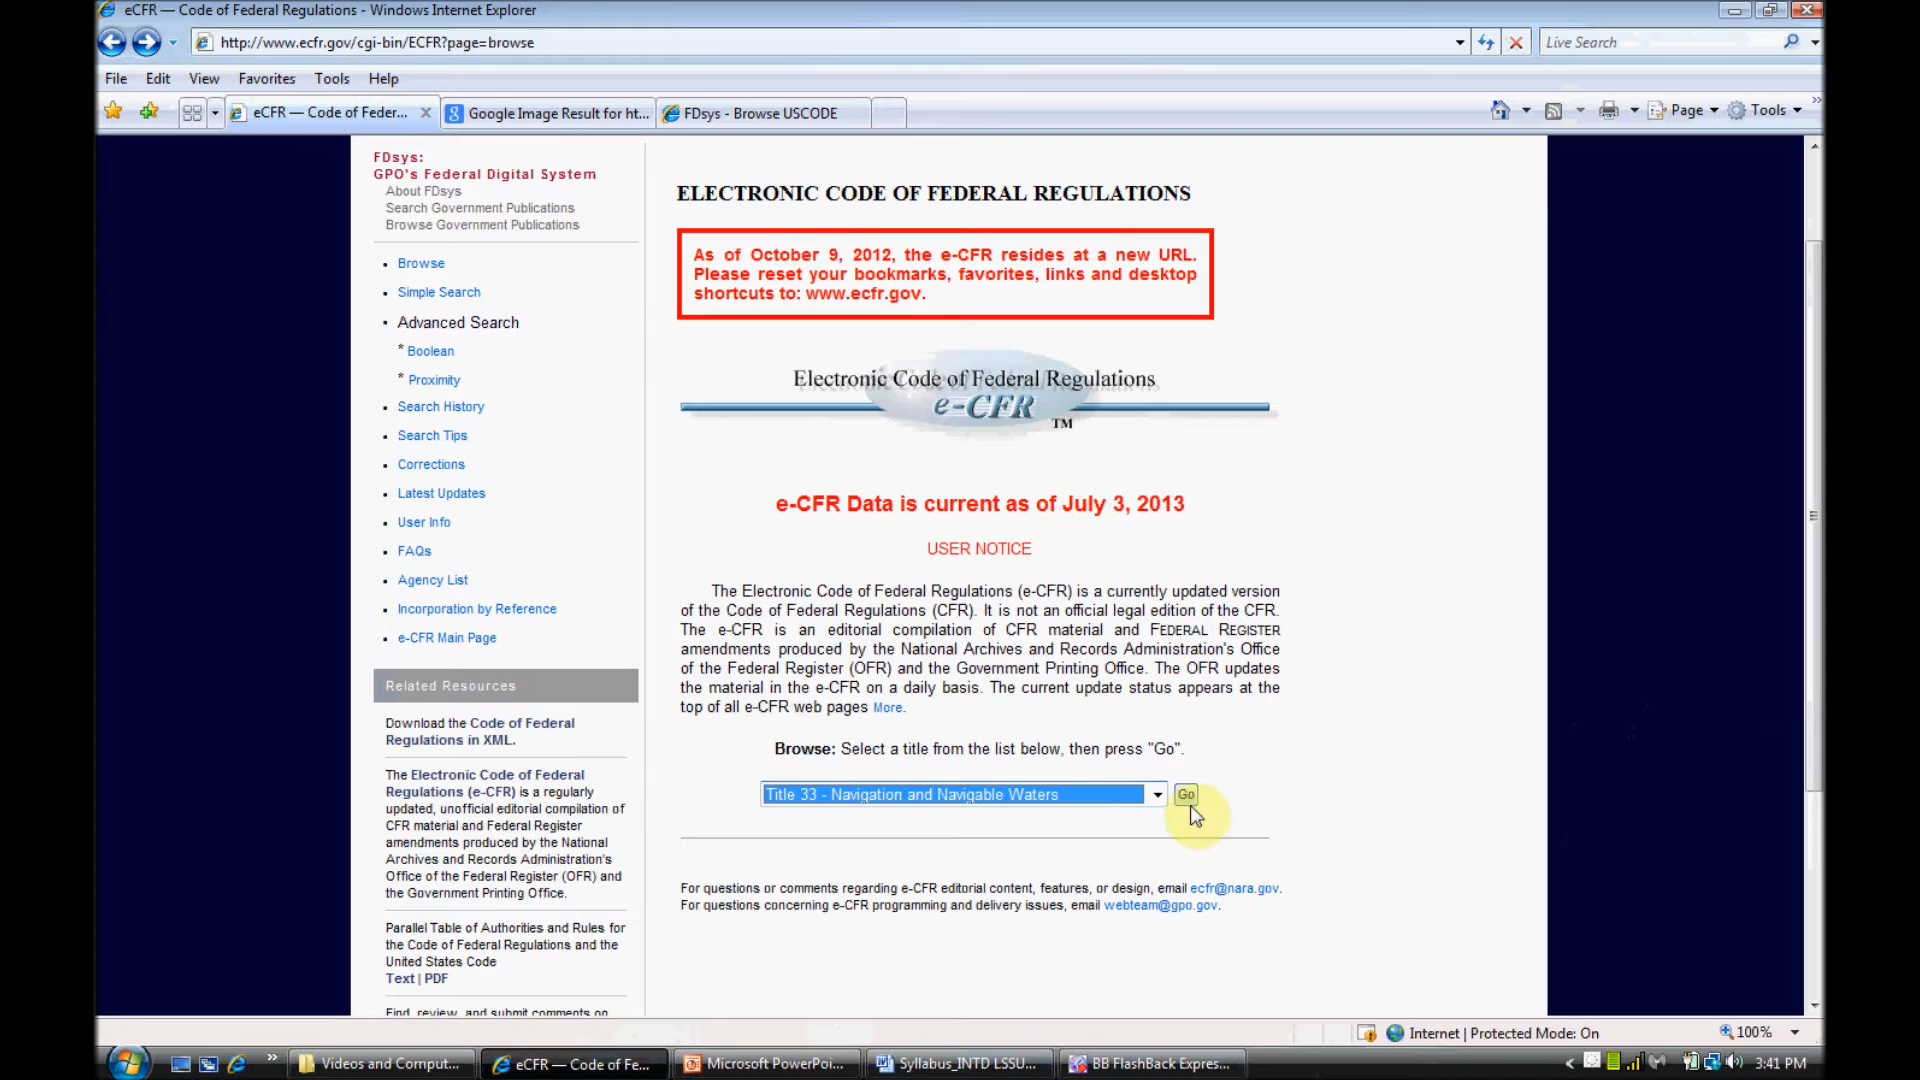 eCFR — Code of Federal Regulations - Windows Internet Explorer
http://www.ecfr.gov/cgi-bin/ECFR?page=browse
Live Search
File Edit View Favorites Tools Help
eCFR — Code of Feder...
Google Image Result for ht...
FDsys - Browse USCODE
Page
Tools
FDsys:
GPO's Federal Digital System
About FDsys
Search Government Publications
Browse Government Publications
Browse
Simple Search
Advanced Search
* Boolean
* Proximity
Search History
Search Tips
Corrections
Latest Updates
User Info
FAQs
Agency List
Incorporation by Reference
e-CFR Main Page
Related Resources
Download the Code of Federal
Regulations in XML.
The Electronic Code of Federal
Regulations (e-CFR) is a regularly
updated, unofficial editorial compilation of
CFR material and Federal Register
amendments produced by the National
Archives and Records Administration's
Office of the Federal Register (OFR) and
the Government Printing Office.
Parallel Table of Authorities and Rules for
the Code of Federal Regulations and the
United States Code
Text | PDF
Find, review, and submit comments on
ELECTRONIC CODE OF FEDERAL REGULATIONS
As of October 9, 2012, the e-CFR resides at a new URL.
Please reset your bookmarks, favorites, links and desktop
shortcuts to: www.ecfr.gov.
Electronic Code of Federal Regulations
e-CFR
TM
e-CFR Data is current as of July 3, 2013
USER NOTICE
The Electronic Code of Federal Regulations (e-CFR) is a currently updated version
of the Code of Federal Regulations (CFR). It is not an official legal edition of the CFR.
The e-CFR is an editorial compilation of CFR material and FEDERAL REGISTER
amendments produced by the National Archives and Records Administration's Office
of the Federal Register (OFR) and the Government Printing Office. The OFR updates
the material in the e-CFR on a daily basis. The current update status appears at the
top of all e-CFR web pages More.
Browse: Select a title from the list below, then press "Go".
Title 33 - Navigation and Navigable Waters
Go
For questions or comments regarding e-CFR editorial content, features, or design, email ecfr@nara.gov.
For questions concerning e-CFR programming and delivery issues, email webteam@gpo.gov.
Internet | Protected Mode: On
100%
Videos and Comput...
eCFR — Code of Fe...
Microsoft PowerPoi...
Syllabus_INTD LSSU...
BB FlashBack Expres...
3:41 PM